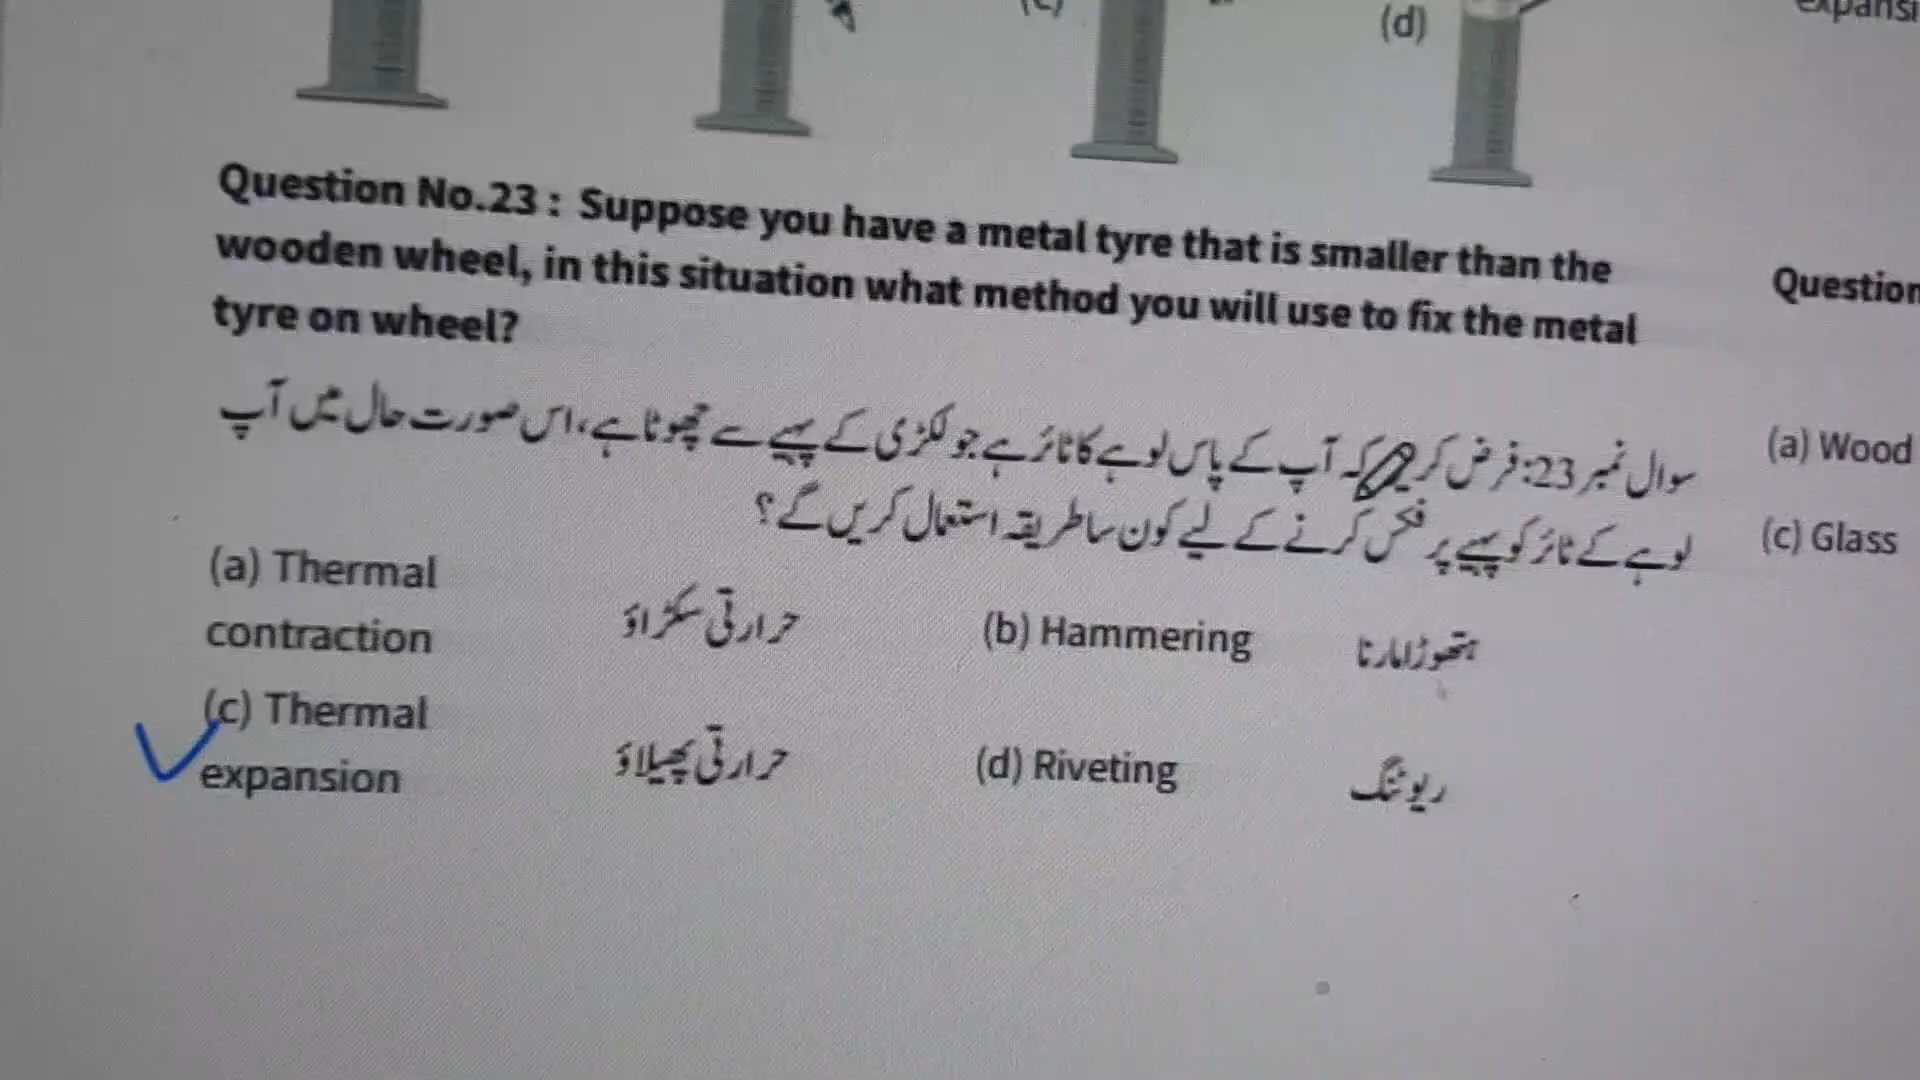 (d)
Question No.23 : Suppose you have a metal tyre that is smaller than the
wooden wheel, in this situation what method you will use to fix the metal
tyre on wheel?
سوال نمبر 23: فرض کریں کہ آپ کے پاس لوہے کا ٹائر ہے جو لکڑی کے پہیے سے چھوٹا ہے، اس صورت حال میں آپ
لوہے کے ٹائر کو پہیے پر فکس کرنے کے لیے کون سا طریقہ استعمال کریں گے؟
(a) Thermal
contraction
حرارتی سکڑاؤ
(b) Hammering
ہتھوڑا مارنا
(c) Thermal
expansion
حرارتی پھیلاؤ
(d) Riveting
ریوٹنگ
Question
(a) Wood
(c) Glass